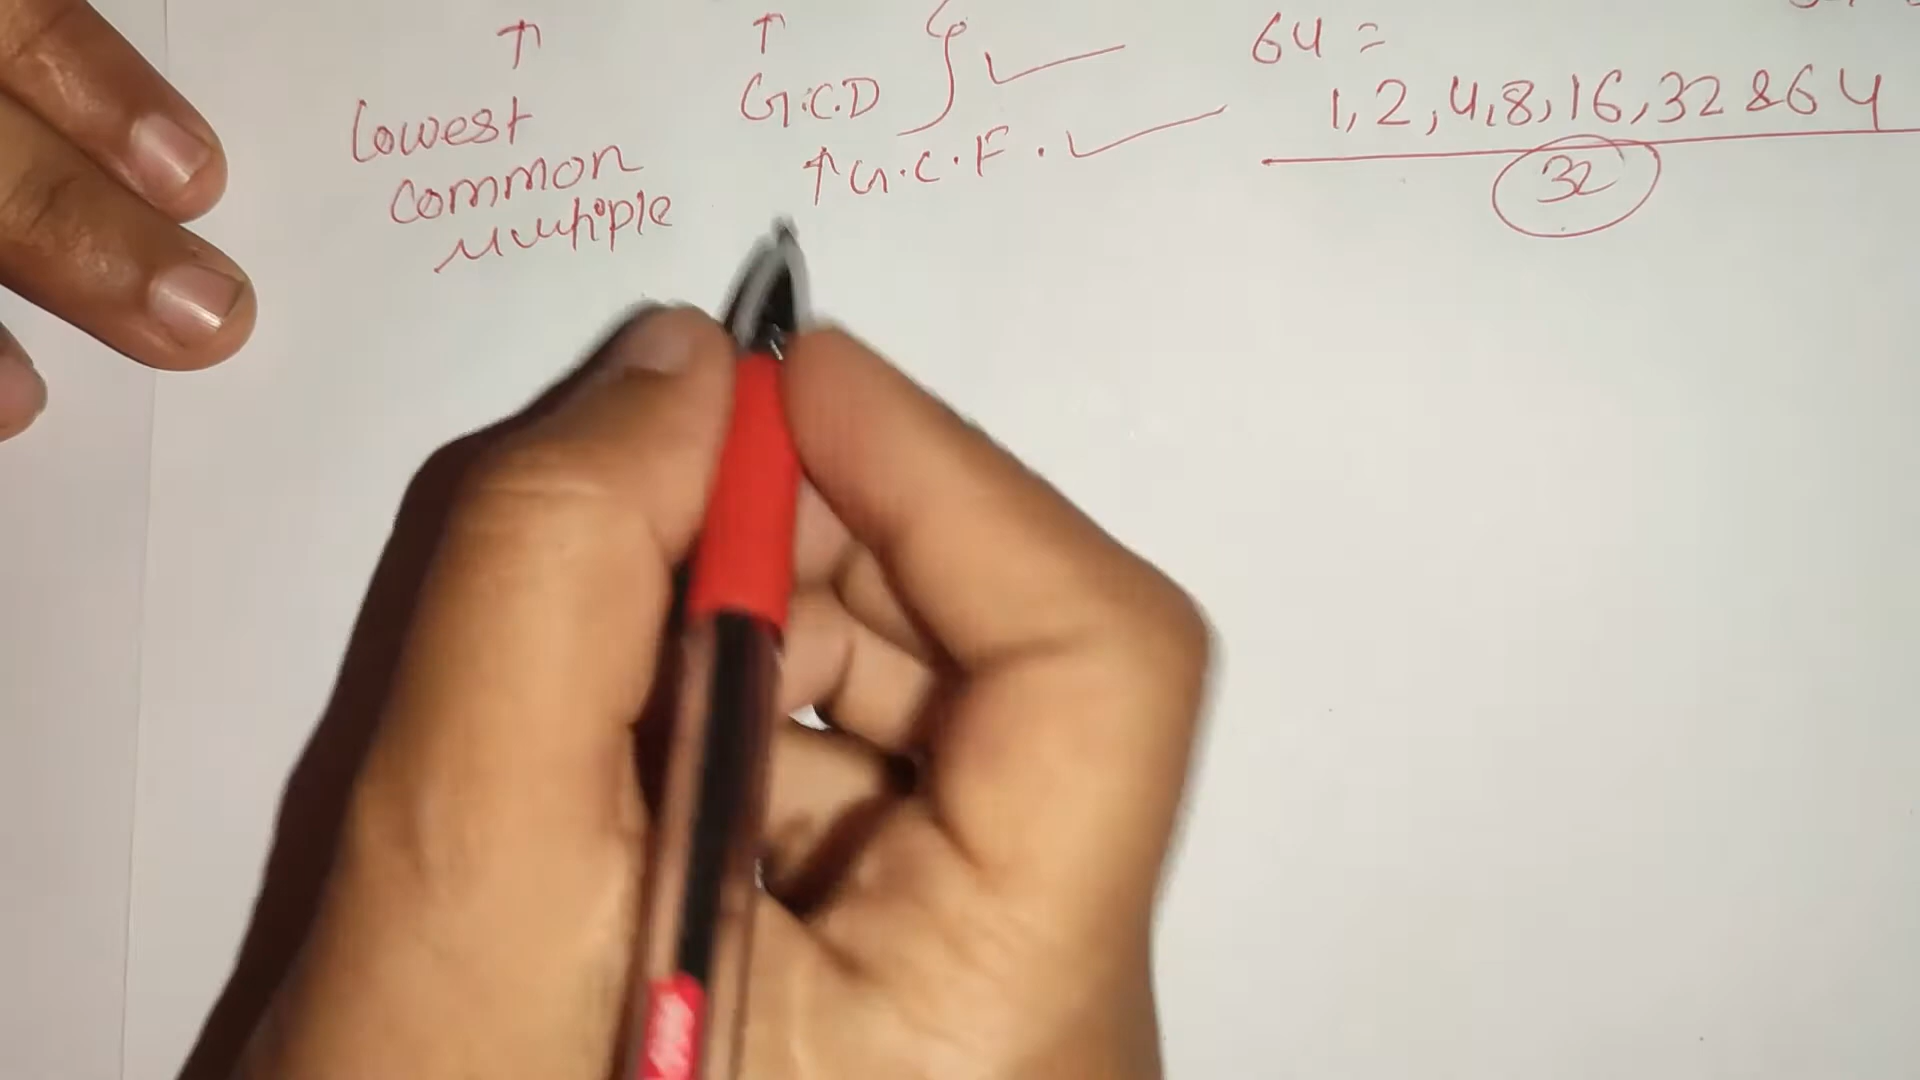 Lowest
common
Multiple
G.C.D
G.C.F.
64 =
1, 2, 4, 8, 16, 32 & 64
32